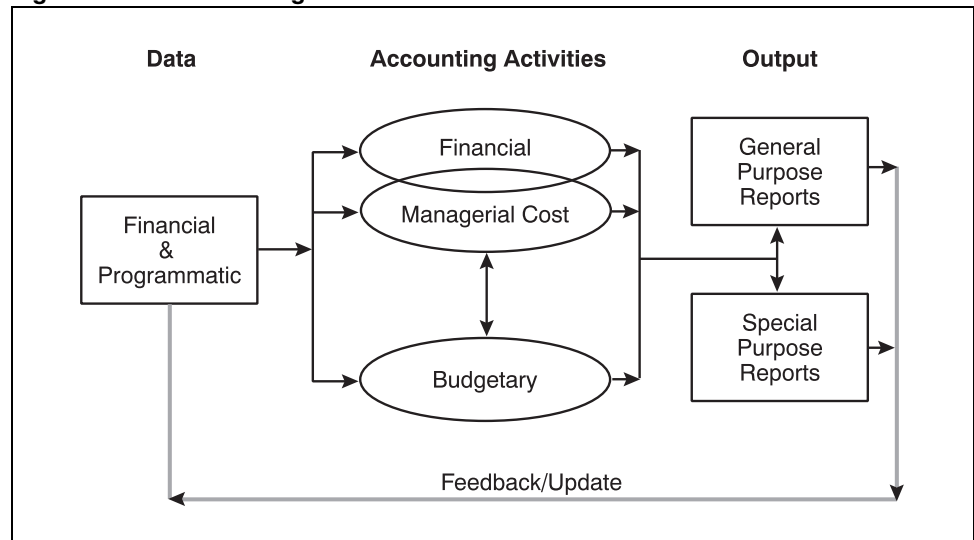 Data
Accounting Activities
Output
Financial
&
Programmatic
Financial
Managerial Cost
Budgetary
General
Purpose
Reports
Special
Purpose
Reports
Feedback/Update